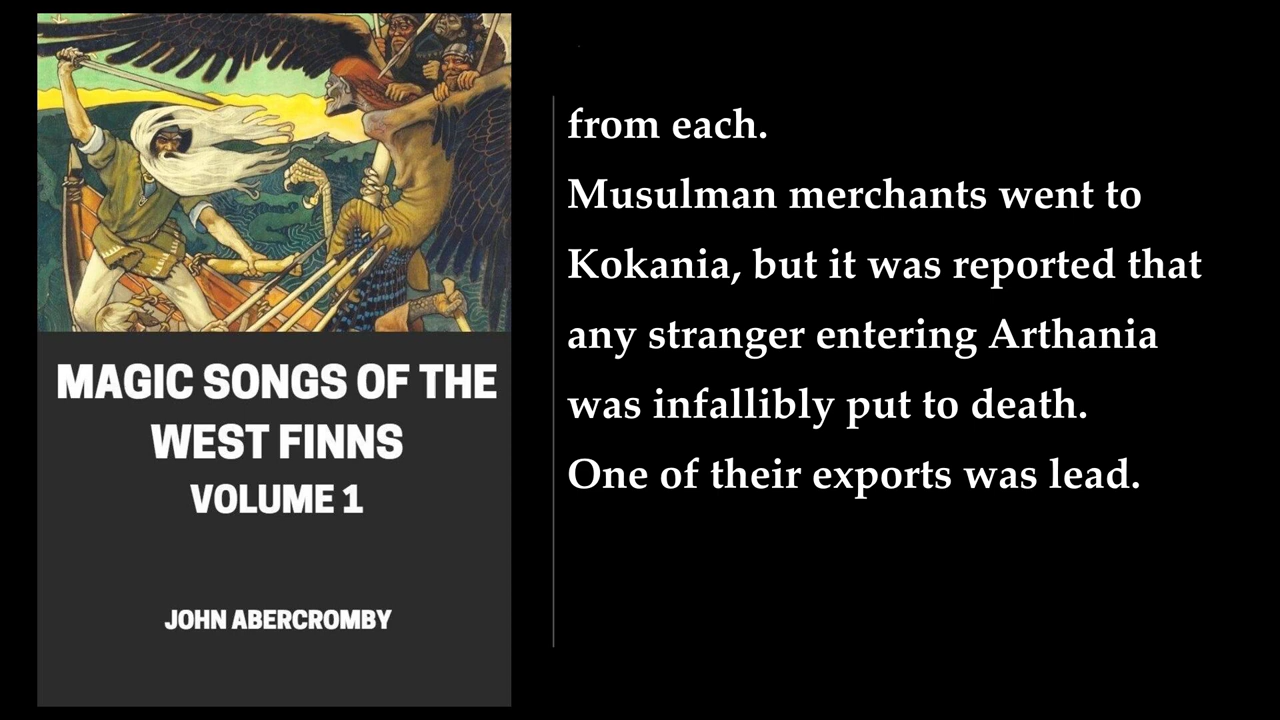 MAGIC SONGS OF THE
WEST FINNS
VOLUME 1
JOHN ABERCROMBY
from each.
Musulman merchants went to
Kokania, but it was reported that
any stranger entering Arthania
was infallibly put to death.
One of their exports was lead.